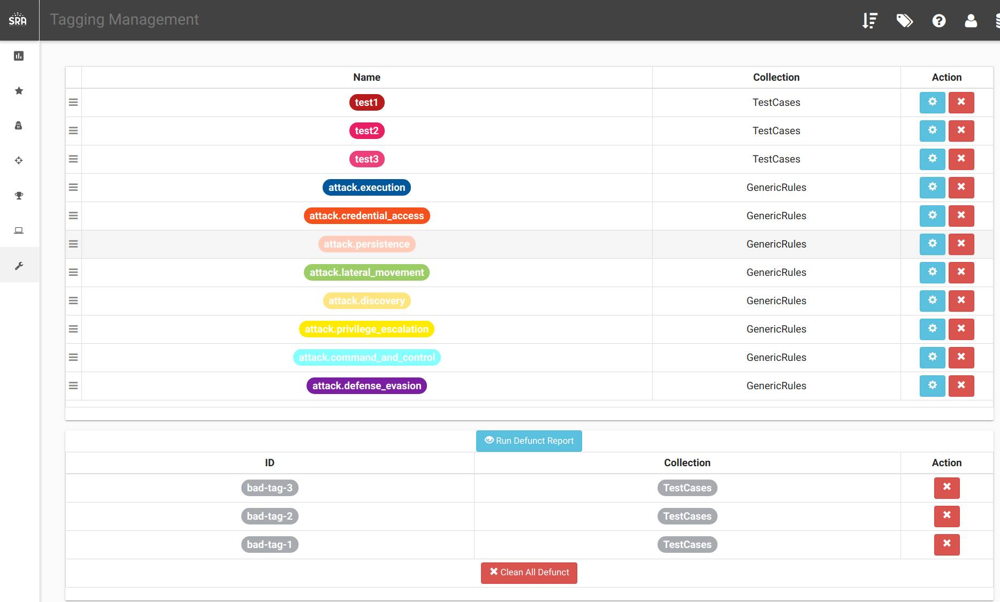 SRA Tagging Management
Name Collection Action
test1 TestCases
test2 TestCases
test3 TestCases
attack.execution GenericRules
attack.credential_access GenericRules
attack.persistence GenericRules
attack.lateral_movement GenericRules
attack.discovery GenericRules
attack.privilege_escalation GenericRules
attack.command_and_control GenericRules
attack.defense_evasion GenericRules
Run Defunct Report
ID Collection Action
bad-tag-3 TestCases
bad-tag-2 TestCases
bad-tag-1 TestCases
Clean All Defunct